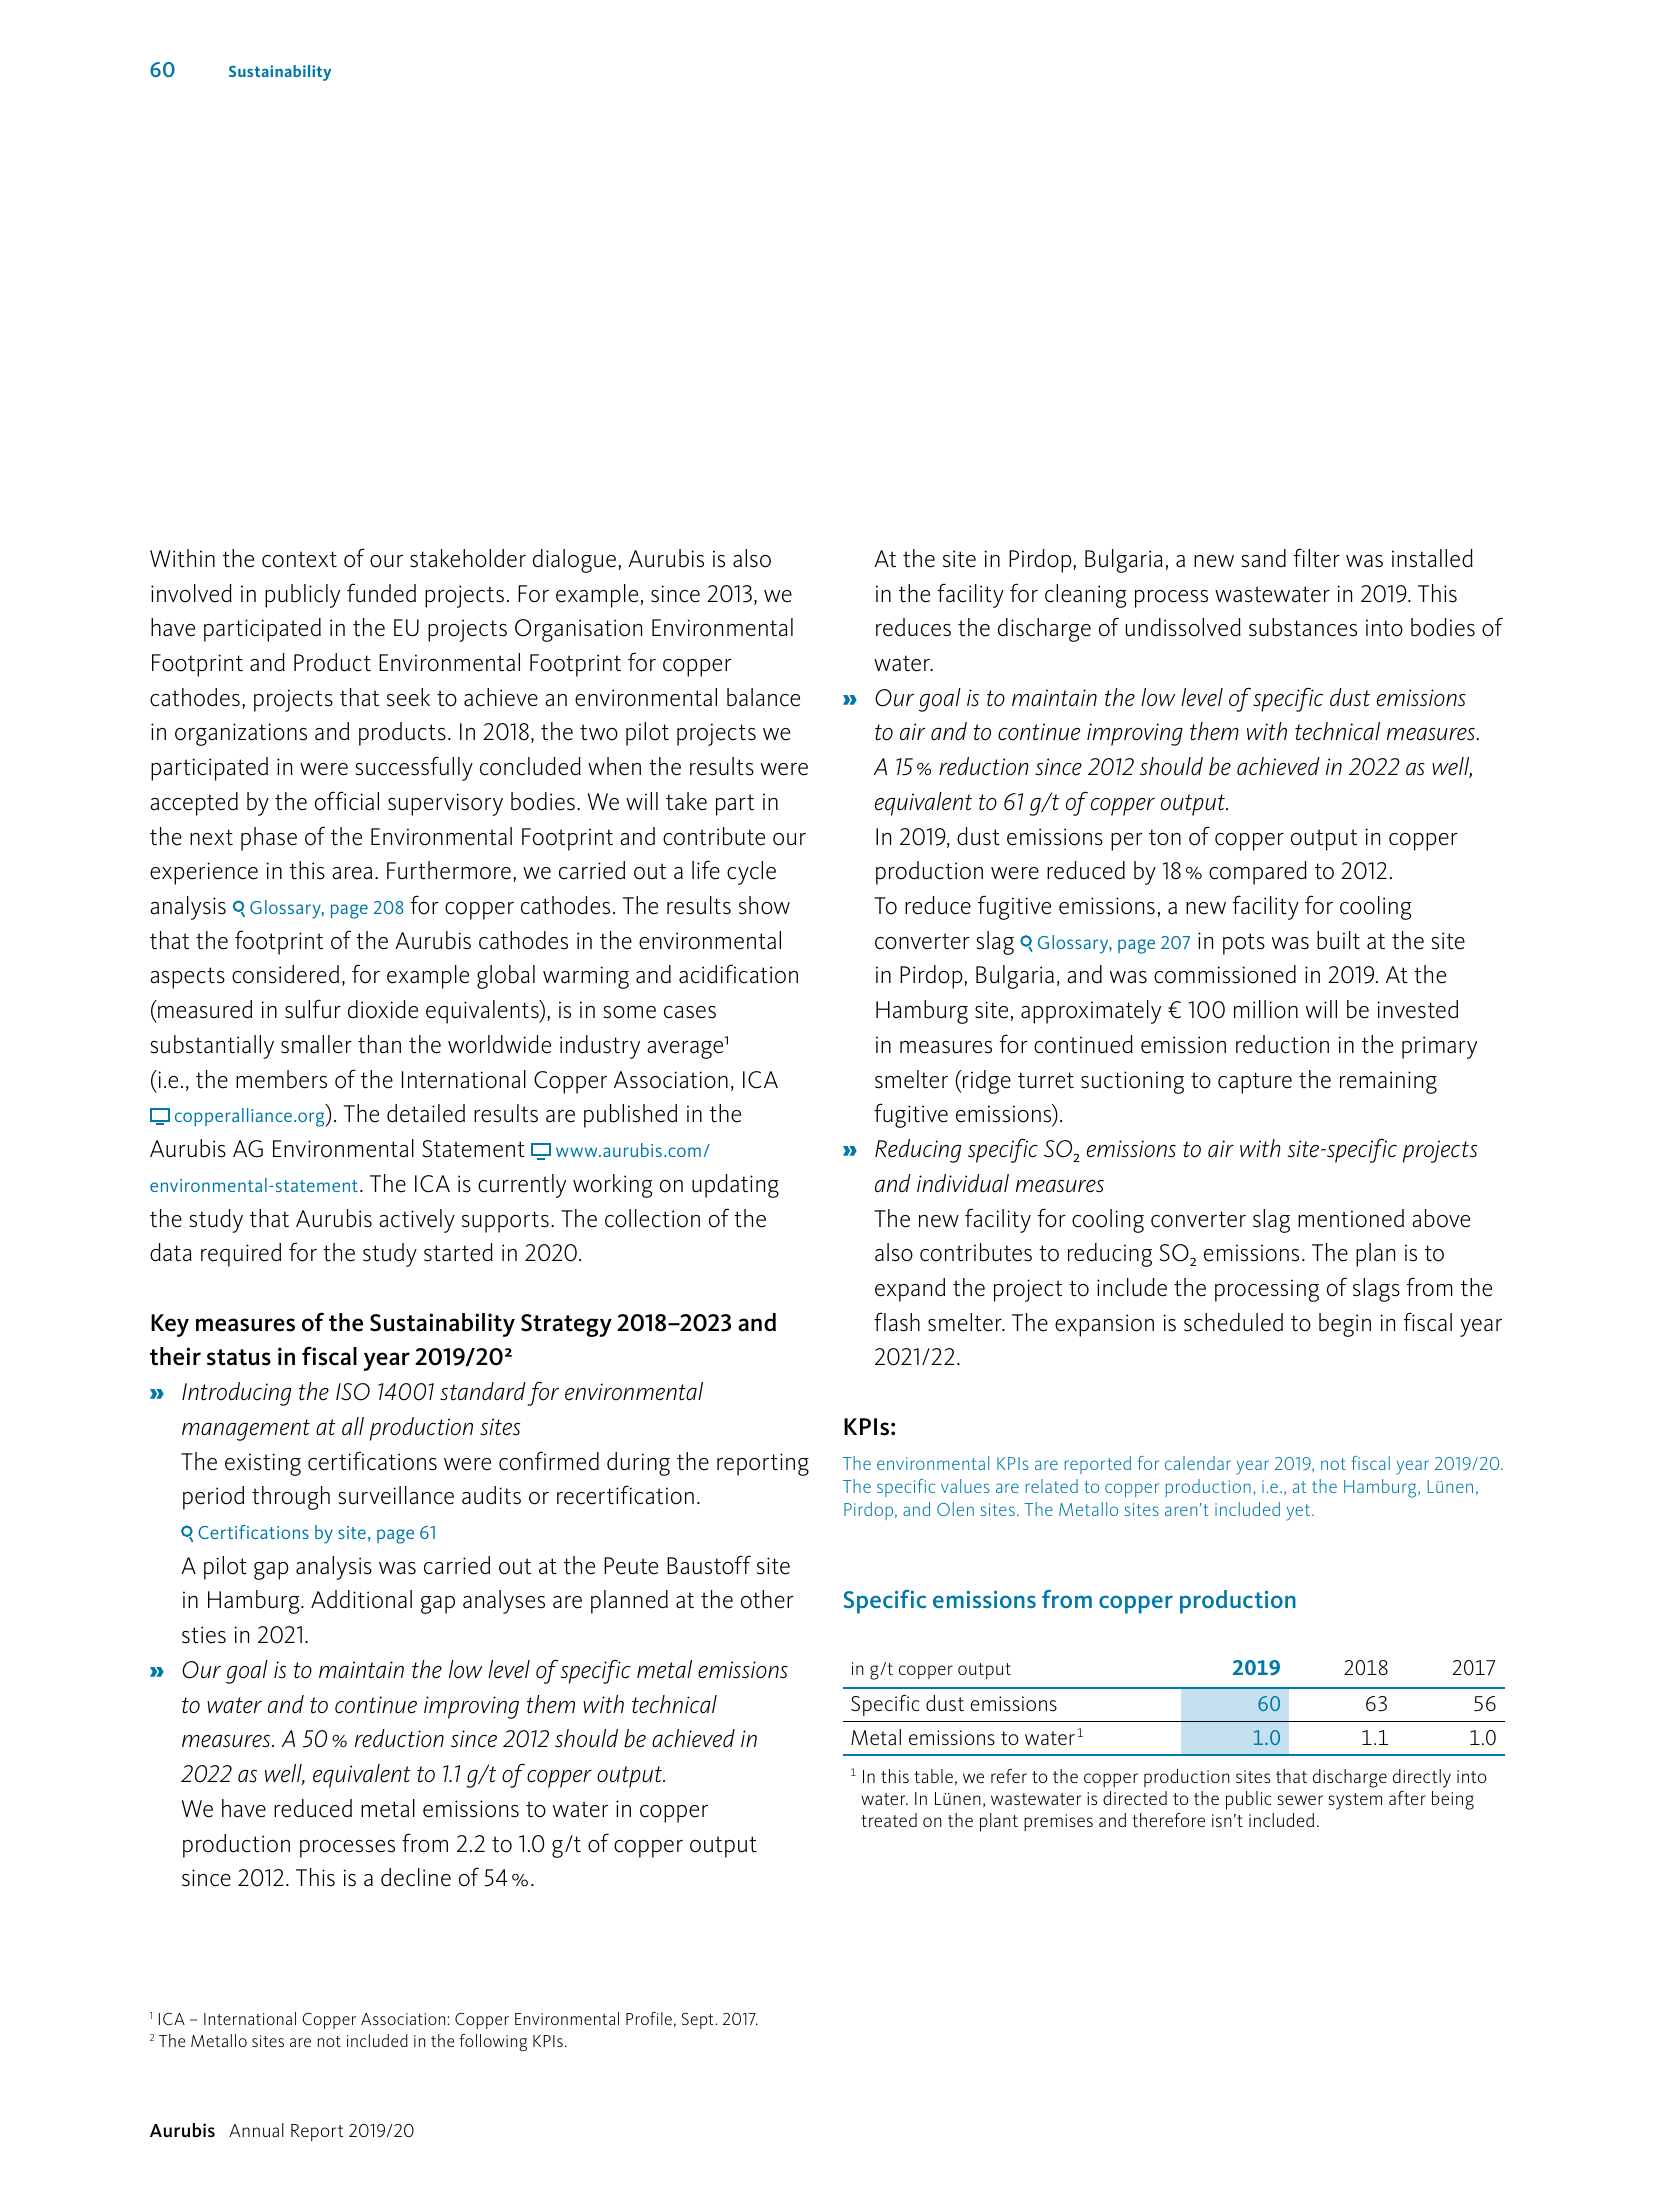 60 Sustainability
Within the context of our stakeholder dialogue, Aurubis is also
involved in publicly funded projects. For example, since 2013, we
have participated in the EU projects Organisation Environmental
Footprint and Product Environmental Footprint for copper
cathodes, projects that seek to achieve an environmental balance
in organizations and products. In 2018, the two pilot projects we
participated in were successfully concluded when the results were
accepted by the official supervisory bodies. We will take part in
the next phase of the Environmental Footprint and contribute our
experience in this area. Furthermore, we carried out a life cycle
analysis Glossary, page 208 for copper cathodes. The results show
that the footprint of the Aurubis cathodes in the environmental
aspects considered, for example global warming and acidification
(measured in sulfur dioxide equivalents), is in some cases
substantially smaller than the worldwide industry average¹
(i.e., the members of the International Copper Association, ICA
copperalliance.org). The detailed results are published in the
Aurubis AG Environmental Statement www.aurubis.com/
environmental-statement. The ICA is currently working on updating
the study that Aurubis actively supports. The collection of the
data required for the study started in 2020.
Key measures of the Sustainability Strategy 2018–2023 and
their status in fiscal year 2019/20²
» Introducing the ISO 14001 standard for environmental
management at all production sites
The existing certifications were confirmed during the reporting
period through surveillance audits or recertification.
Certifications by site, page 61
A pilot gap analysis was carried out at the Peute Baustoff site
in Hamburg. Additional gap analyses are planned at the other
sties in 2021.
» Our goal is to maintain the low level of specific metal emissions
to water and to continue improving them with technical
measures. A 50 % reduction since 2012 should be achieved in
2022 as well, equivalent to 1.1 g/t of copper output.
We have reduced metal emissions to water in copper
production processes from 2.2 to 1.0 g/t of copper output
since 2012. This is a decline of 54 %.
At the site in Pirdop, Bulgaria, a new sand filter was installed
in the facility for cleaning process wastewater in 2019. This
reduces the discharge of undissolved substances into bodies of
water.
» Our goal is to maintain the low level of specific dust emissions
to air and to continue improving them with technical measures.
A 15 % reduction since 2012 should be achieved in 2022 as well,
equivalent to 61 g/t of copper output.
In 2019, dust emissions per ton of copper output in copper
production were reduced by 18 % compared to 2012.
To reduce fugitive emissions, a new facility for cooling
converter slag Glossary, page 207 in pots was built at the site
in Pirdop, Bulgaria, and was commissioned in 2019. At the
Hamburg site, approximately € 100 million will be invested
in measures for continued emission reduction in the primary
smelter (ridge turret suctioning to capture the remaining
fugitive emissions).
» Reducing specific SO₂ emissions to air with site-specific projects
and individual measures
The new facility for cooling converter slag mentioned above
also contributes to reducing SO₂ emissions. The plan is to
expand the project to include the processing of slags from the
flash smelter. The expansion is scheduled to begin in fiscal year
2021/22.
KPIs:
The environmental KPIs are reported for calendar year 2019, not fiscal year 2019/20.
The specific values are related to copper production, i.e., at the Hamburg, Lünen,
Pirdop, and Olen sites. The Metallo sites aren't included yet.
Specific emissions from copper production
in g/t copper output 2019 2018 2017
Specific dust emissions 60 63 56
Metal emissions to water¹ 1.0 1.1 1.0
¹ In this table, we refer to the copper production sites that discharge directly into
water. In Lünen, wastewater is directed to the public sewer system after being
treated on the plant premises and therefore isn't included.
¹ ICA – International Copper Association: Copper Environmental Profile, Sept. 2017.
² The Metallo sites are not included in the following KPIs.
Aurubis Annual Report 2019/20